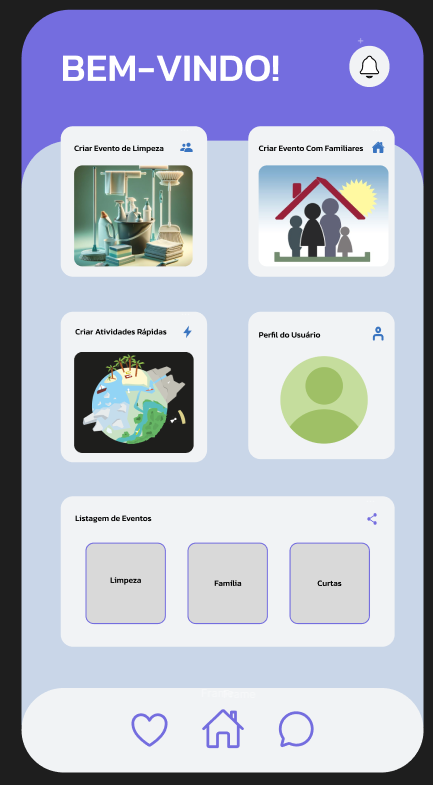 BEM-VINDO!
Criar Evento de Limpeza
Criar Evento Com Familiares
Criar Atividades Rápidas
Perfil do Usuário
Listagem de Eventos
Limpeza
Família
Curtas